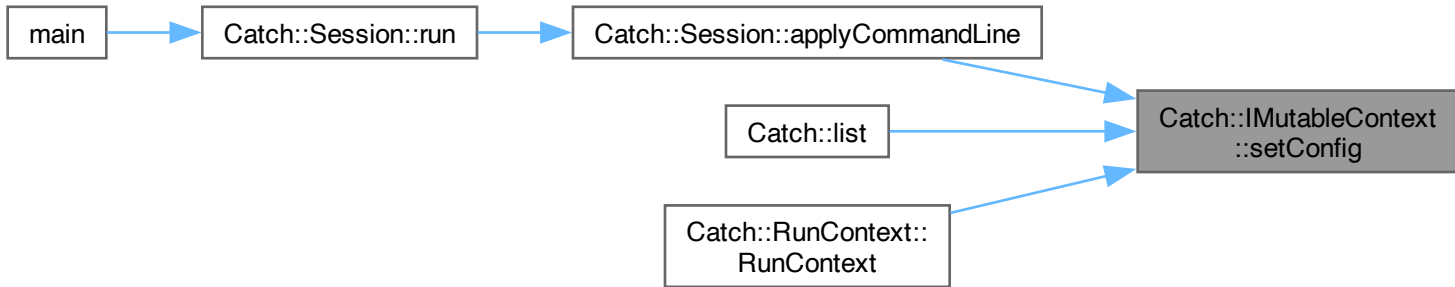 main
Catch::Session::run
Catch::Session::applyCommandLine
Catch::list
Catch::IMutableContext
::setConfig
Catch::RunContext::
RunContext